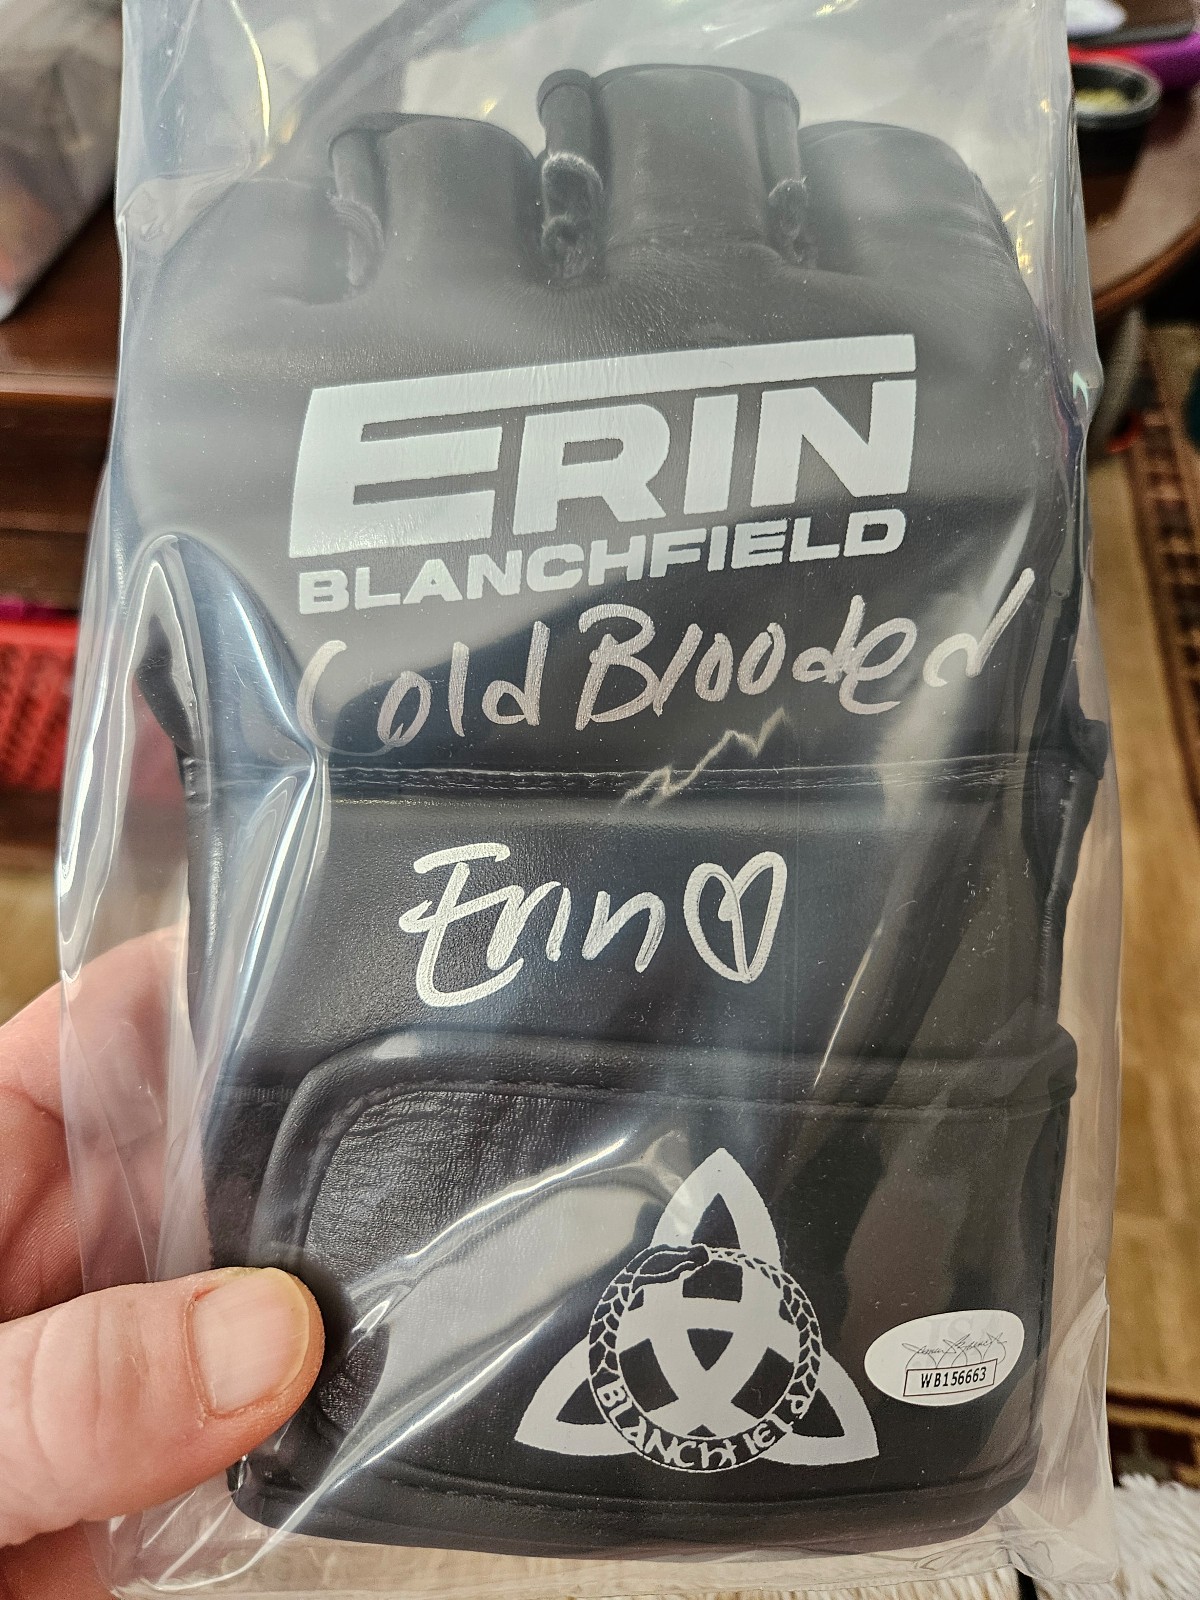 ERIN
BLANCHFIELD
Cold Blooded
Erin
BLANCHFIELD
WB156663